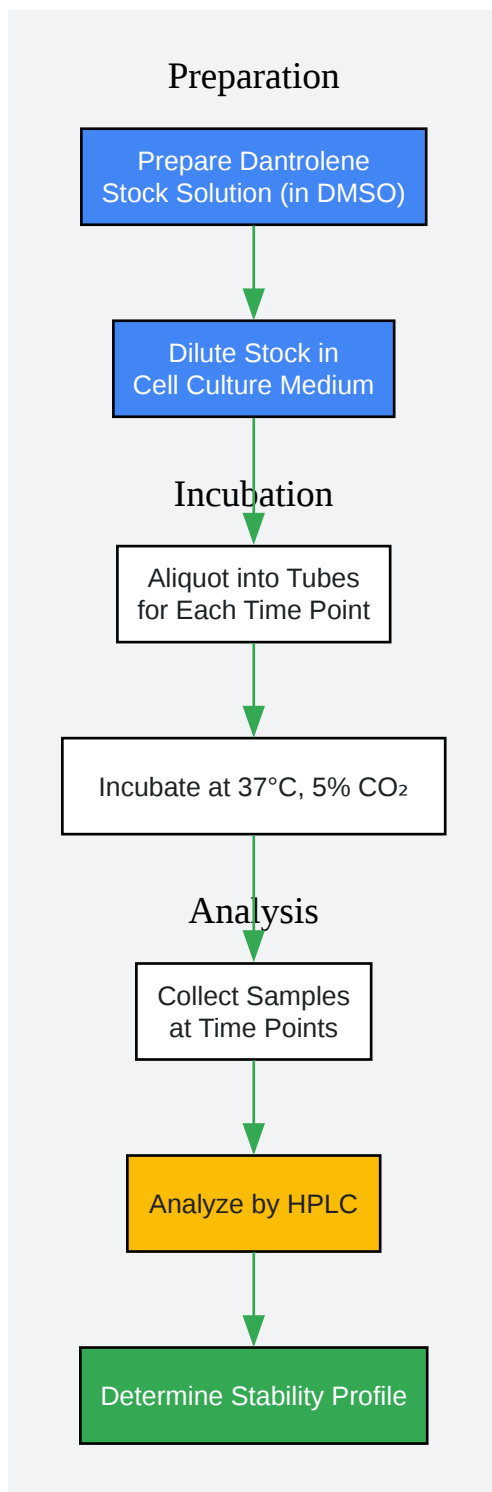 Preparation
Prepare Dantrolene
Stock Solution (in DMSO)
Dilute Stock in
Cell Culture Medium
Incubation
Aliquot into Tubes
for Each Time Point
Incubate at 37°C, 5% CO₂
Analysis
Collect Samples
at Time Points
Analyze by HPLC
Determine Stability Profile